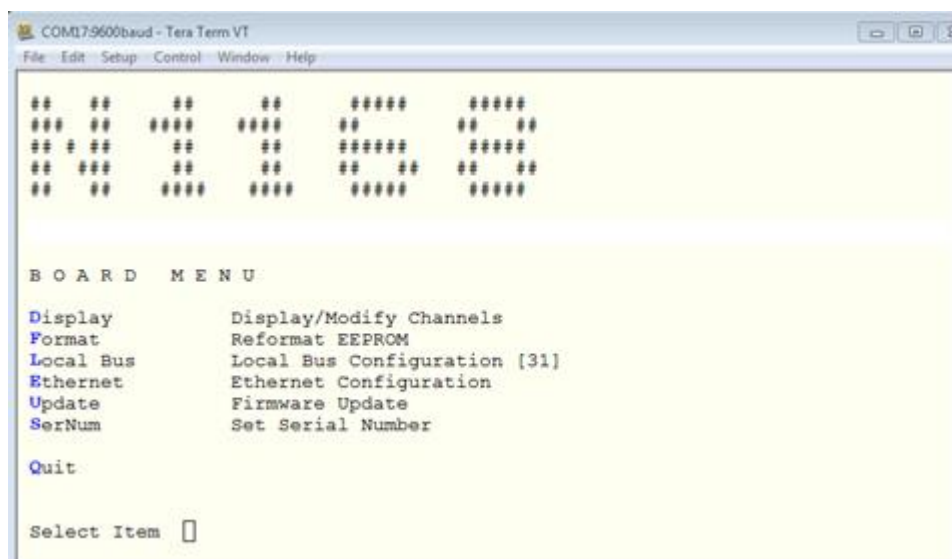 COM17:9600baud - Tera Term VT
File Edit Setup Control Window Help
N1168
B O A R D   M E N U
Display Display/Modify Channels
Format Reformat EEPROM
Local Bus Local Bus Configuration [31]
Ethernet Ethernet Configuration
Update Firmware Update
SerNum Set Serial Number
Quit
Select Item